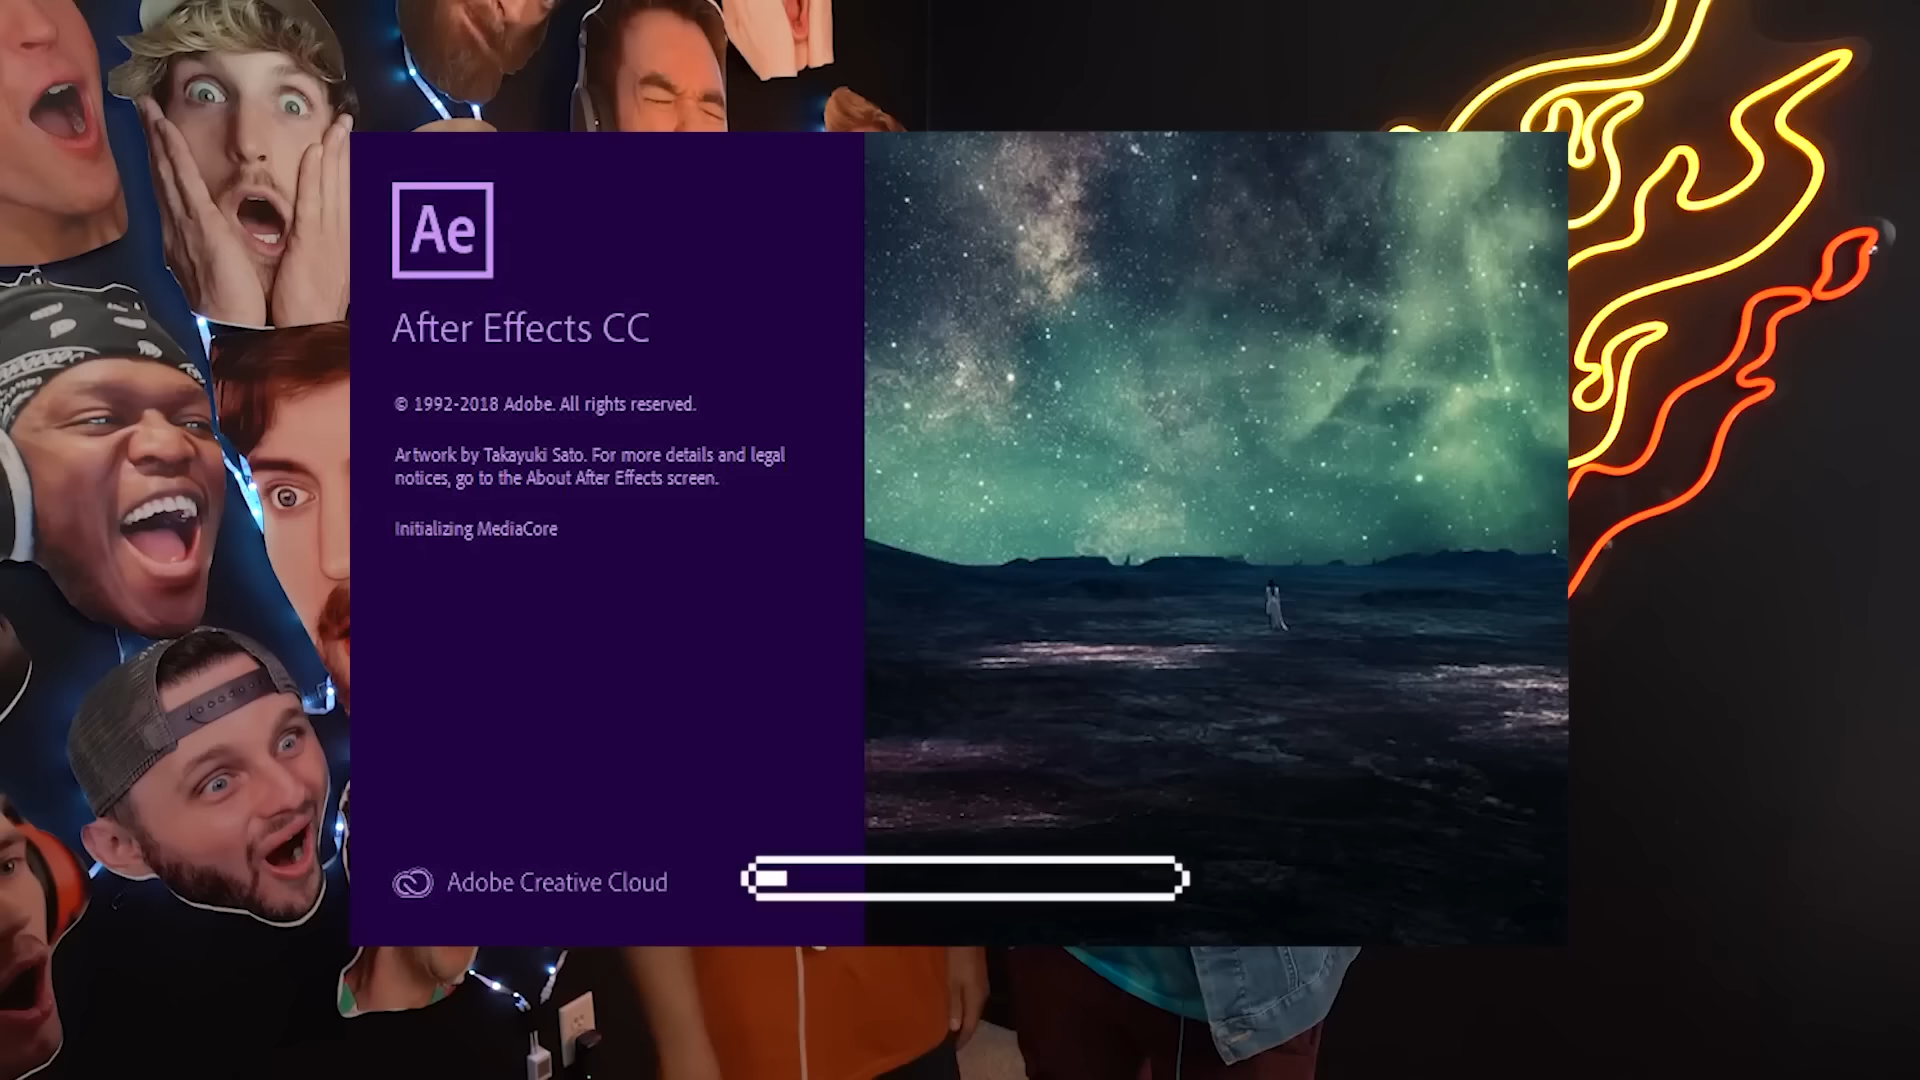 Ae
After Effects CC
© 1992-2018 Adobe. All rights reserved.
Artwork by Takayuki Sato. For more details and legal
notices, go to the About After Effects screen.
Initializing MediaCore
Adobe Creative Cloud